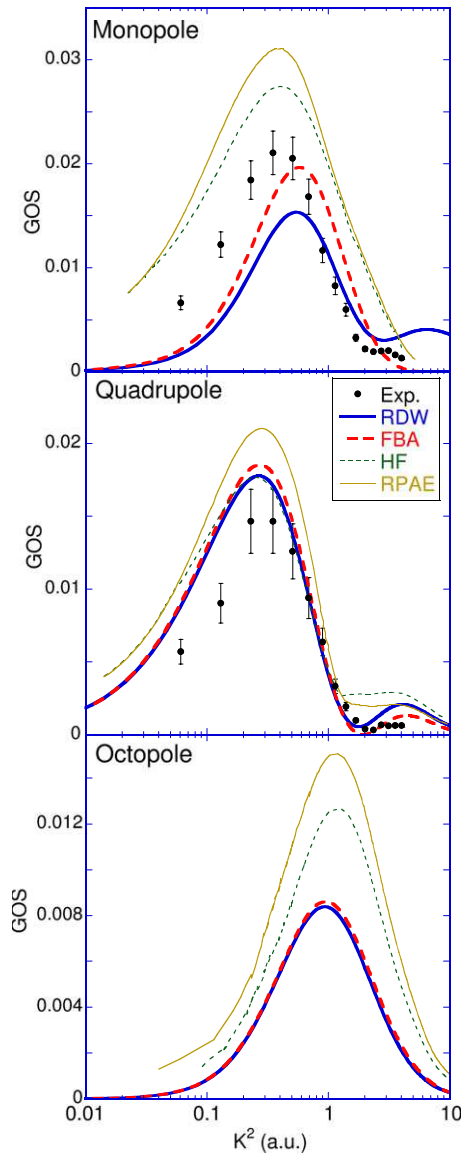 Monopole
0.03
0.02
GOS
0.01
0
Quadrupole
Exp.
RDW
FBA
HF
RPAE
0.02
GOS
0.01
0
Octopole
0.012
GOS
0.008
0.004
0
0.01 0.1 1 10
K² (a.u.)